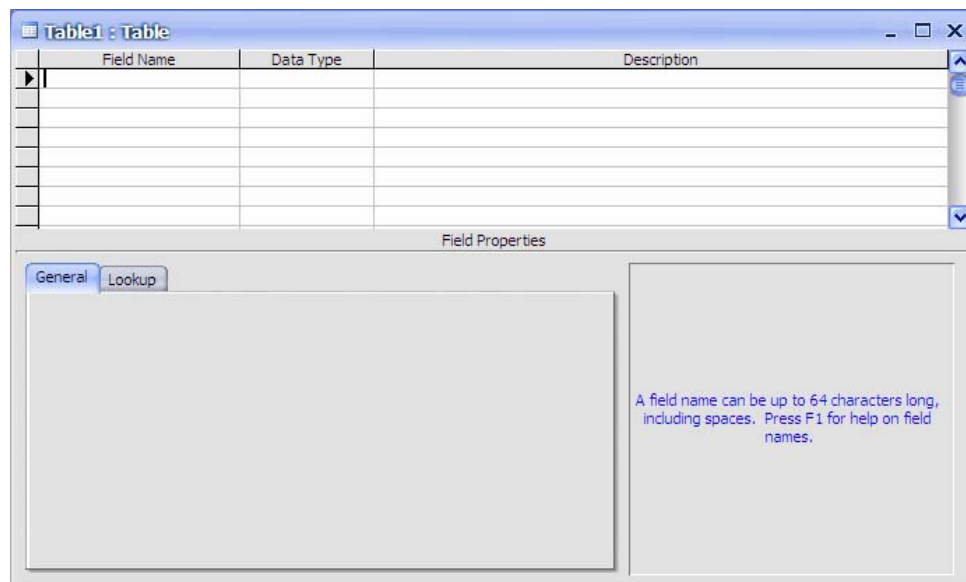 Table1 : Table
Field Name Data Type Description
Field Properties
General Lookup
A field name can be up to 64 characters long,
including spaces. Press F1 for help on field
names.